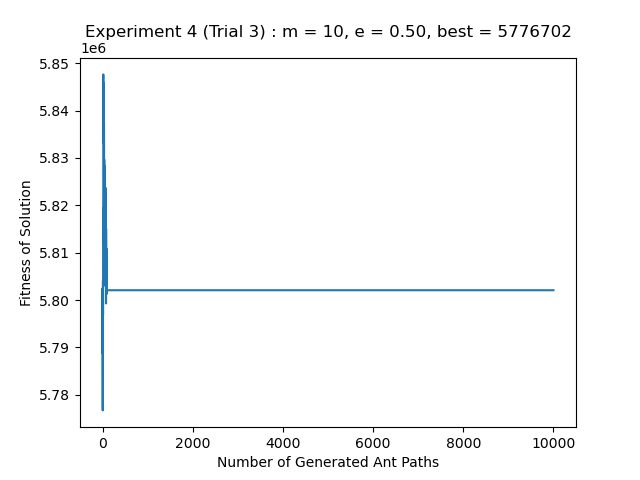 Experiment 4 (Trial 3) : m = 10, e = 0.50, best = 5776702
1e6
5.85
5.84
5.83
5.82
5.81
5.80
5.79
5.78
Fitness of Solution
0 2000 4000 6000 8000 10000
Number of Generated Ant Paths